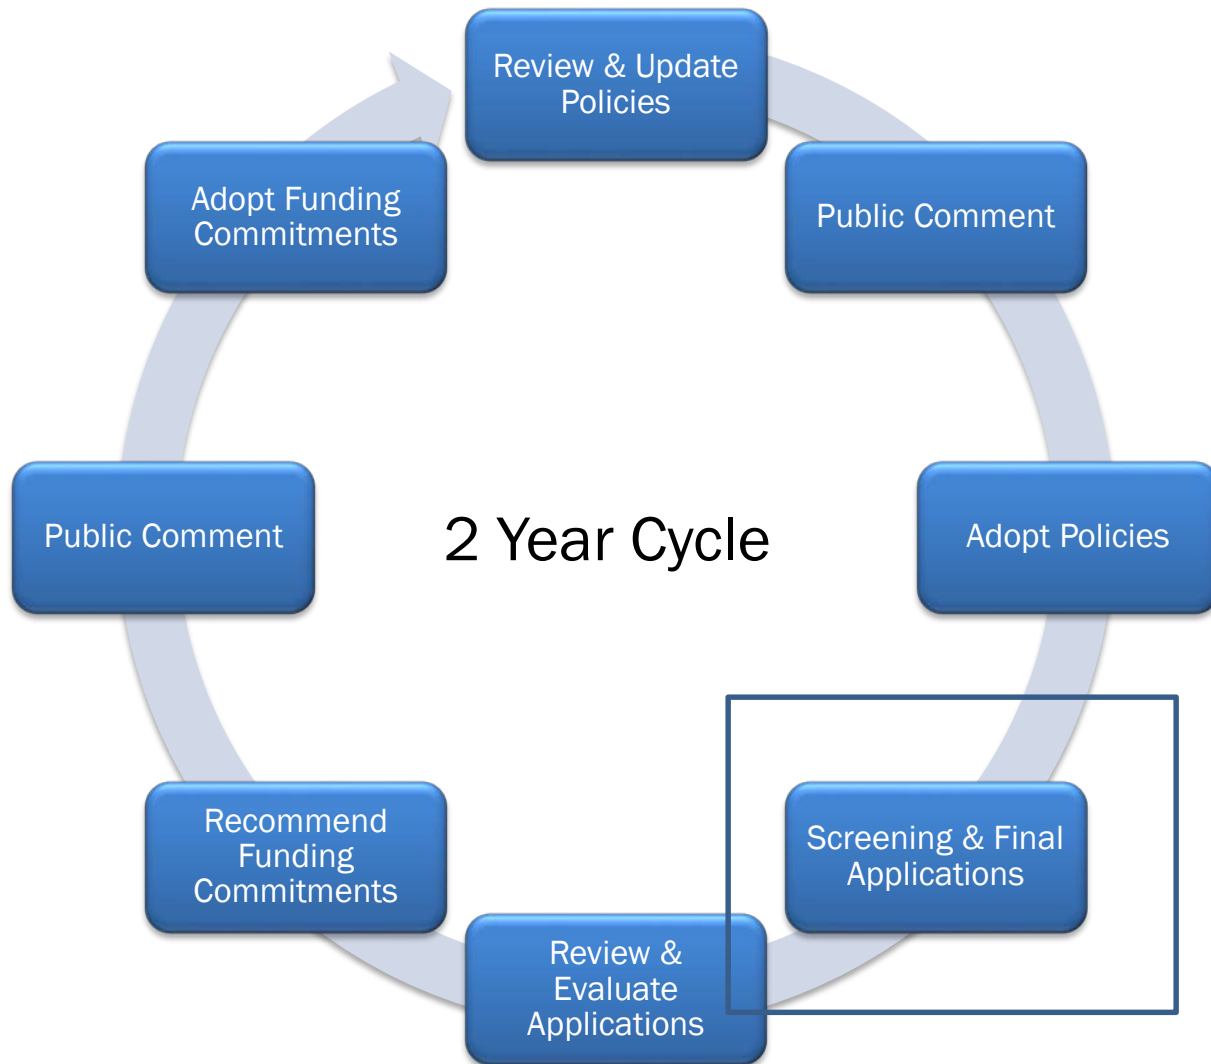 Review & Update
Policies
Public Comment
Adopt Policies
Screening & Final
Applications
Review &
Evaluate
Applications
Recommend
Funding
Commitments
Public Comment
Adopt Funding
Commitments
2 Year Cycle